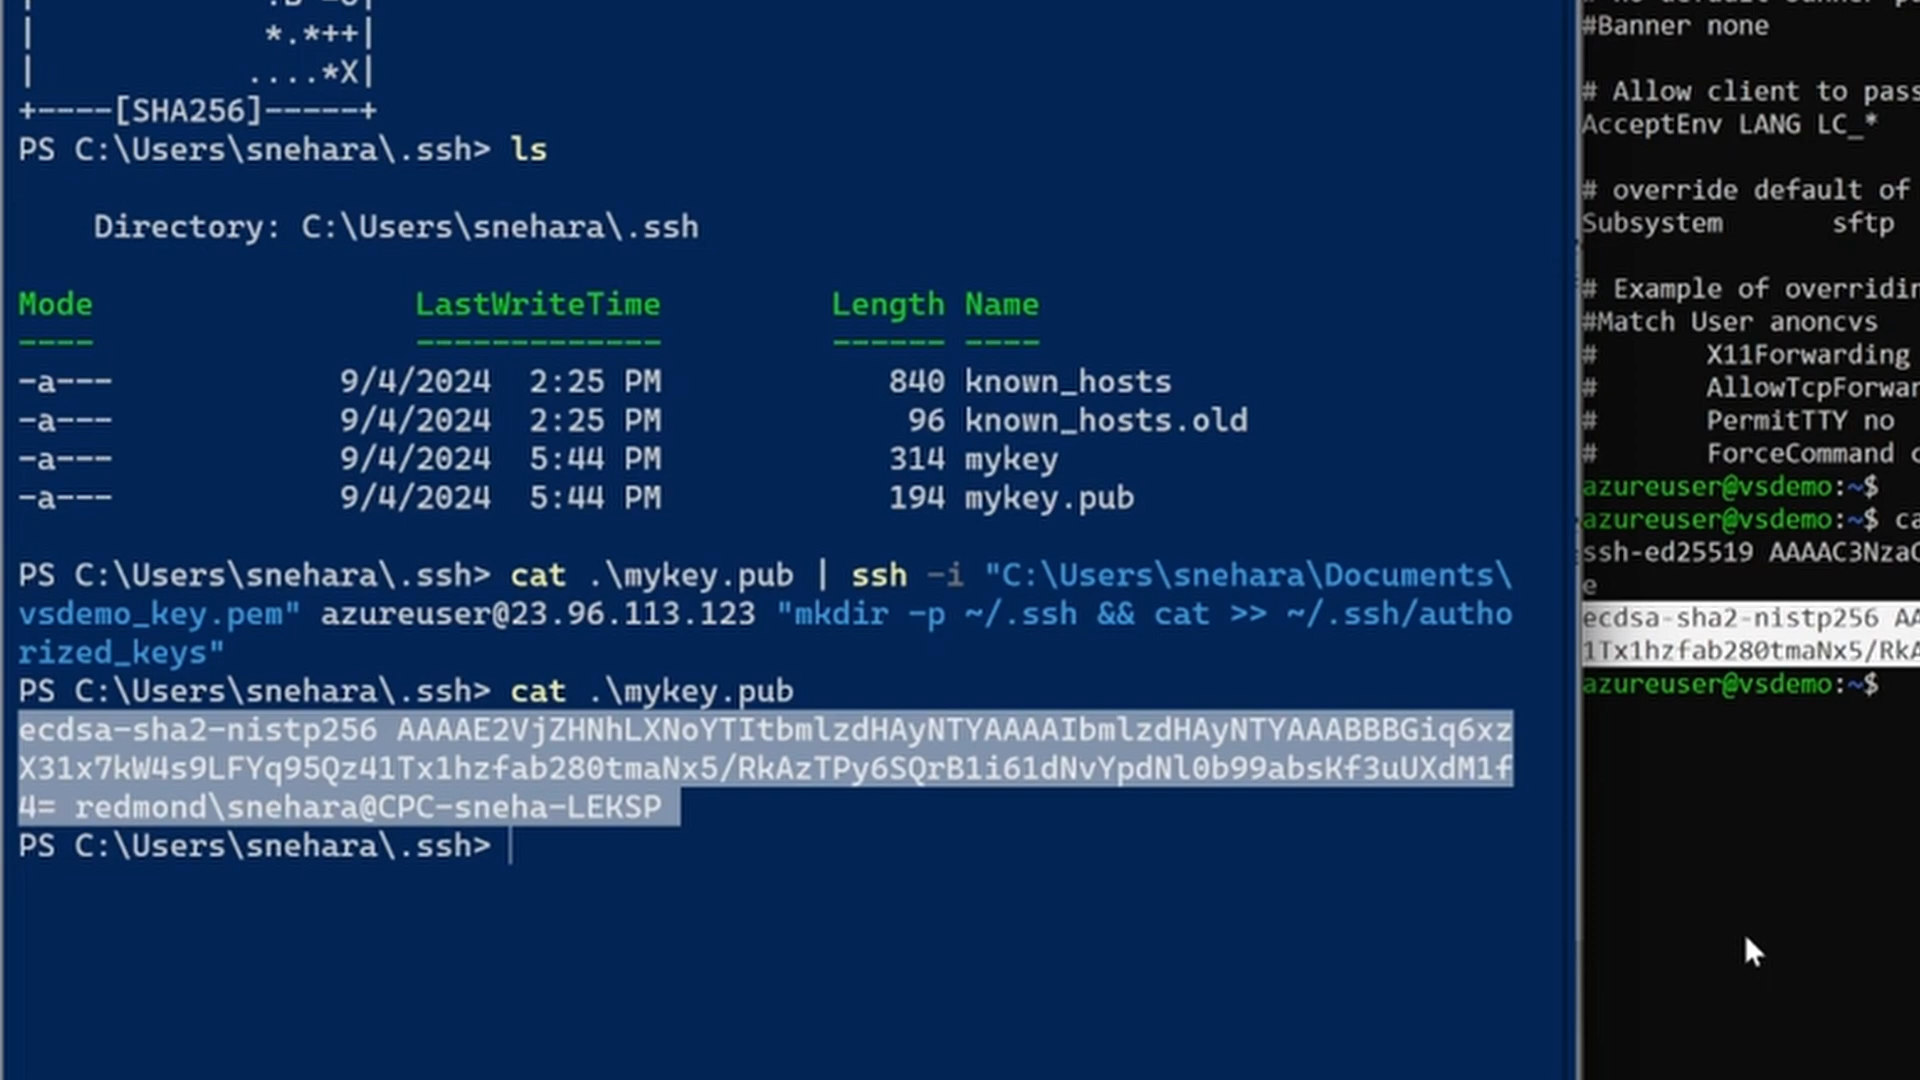 *.*++|
....*X|
+----[SHA256]-----+
PS C:\Users\snehara\.ssh> ls
Directory: C:\Users\snehara\.ssh
Mode LastWriteTime Length Name
---- ------------- ------ ----
-a--- 9/4/2024 2:25 PM 840 known_hosts
-a--- 9/4/2024 2:25 PM 96 known_hosts.old
-a--- 9/4/2024 5:44 PM 314 mykey
-a--- 9/4/2024 5:44 PM 194 mykey.pub
PS C:\Users\snehara\.ssh> cat .\mykey.pub | ssh -i "C:\Users\snehara\Documents\
vsdemo_key.pem" azureuser@23.96.113.123 "mkdir -p ~/.ssh && cat >> ~/.ssh/autho
rized_keys"
PS C:\Users\snehara\.ssh> cat .\mykey.pub
ecdsa-sha2-nistp256 AAAAE2VjZHNhLXNoYTItbmlzdHAyNTYAAAAIbmlzdHAyNTYAAABBBGiq6xz
X31x7kW4s9LFYq95Qz41Tx1hzfab280tmaNx5/RkAzTPy6SQrB1i61dNvYpdNl0b99absKf3uUXdM1f
4= redmond\snehara@CPC-sneha-LEKSP
PS C:\Users\snehara\.ssh>
#Banner none
# Allow client to pass
AcceptEnv LANG LC_*
# override default of
Subsystem sftp
# Example of overridin
#Match User anoncvs
# X11Forwarding
# AllowTcpForwar
# PermitTTY no
# ForceCommand c
azureuser@vsdemo:~$
azureuser@vsdemo:~$ ca
ssh-ed25519 AAAAC3NzaC
e
ecdsa-sha2-nistp256 AA
1Tx1hzfab280tmaNx5/RkA
azureuser@vsdemo:~$